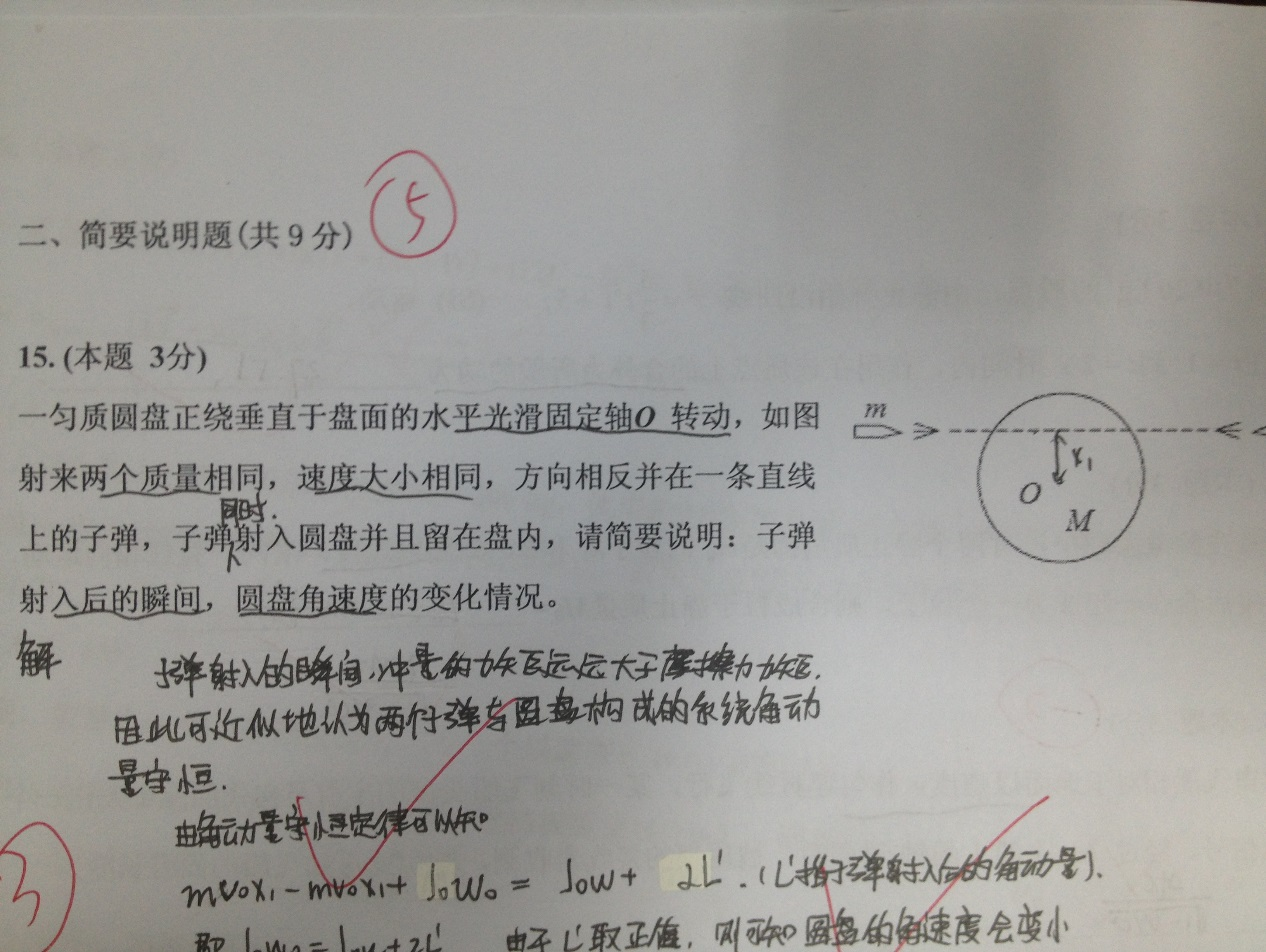 5
二、简要说明题(共 9 分)
15. (本题 3分)
一匀质圆盘正绕垂直于盘面的水平光滑固定轴O 转动，如图
射来两个质量相同，速度大小相同，方向相反并在一条直线
同时.
上的子弹，子弹射入圆盘并且留在盘内，请简要说明：子弹
射入后的瞬间，圆盘角速度的变化情况。
m
r₁
O
M
解
子弹射入的瞬间,冲量的力矩远远大于摩擦力力矩.
因此可近似地认为两个子弹与圆盘构成的系统角动
量守恒.
由角动量守恒定律可以知
3
mv₀x₁ - mv₀x₁ + J₀ω₀ = J₀ω + 2L'. (L'指子弹射入后的角动量).
即 J₀ω₀ = J₀ω + 2L' 由于L'取正值, 则可知圆盘的角速度会变小